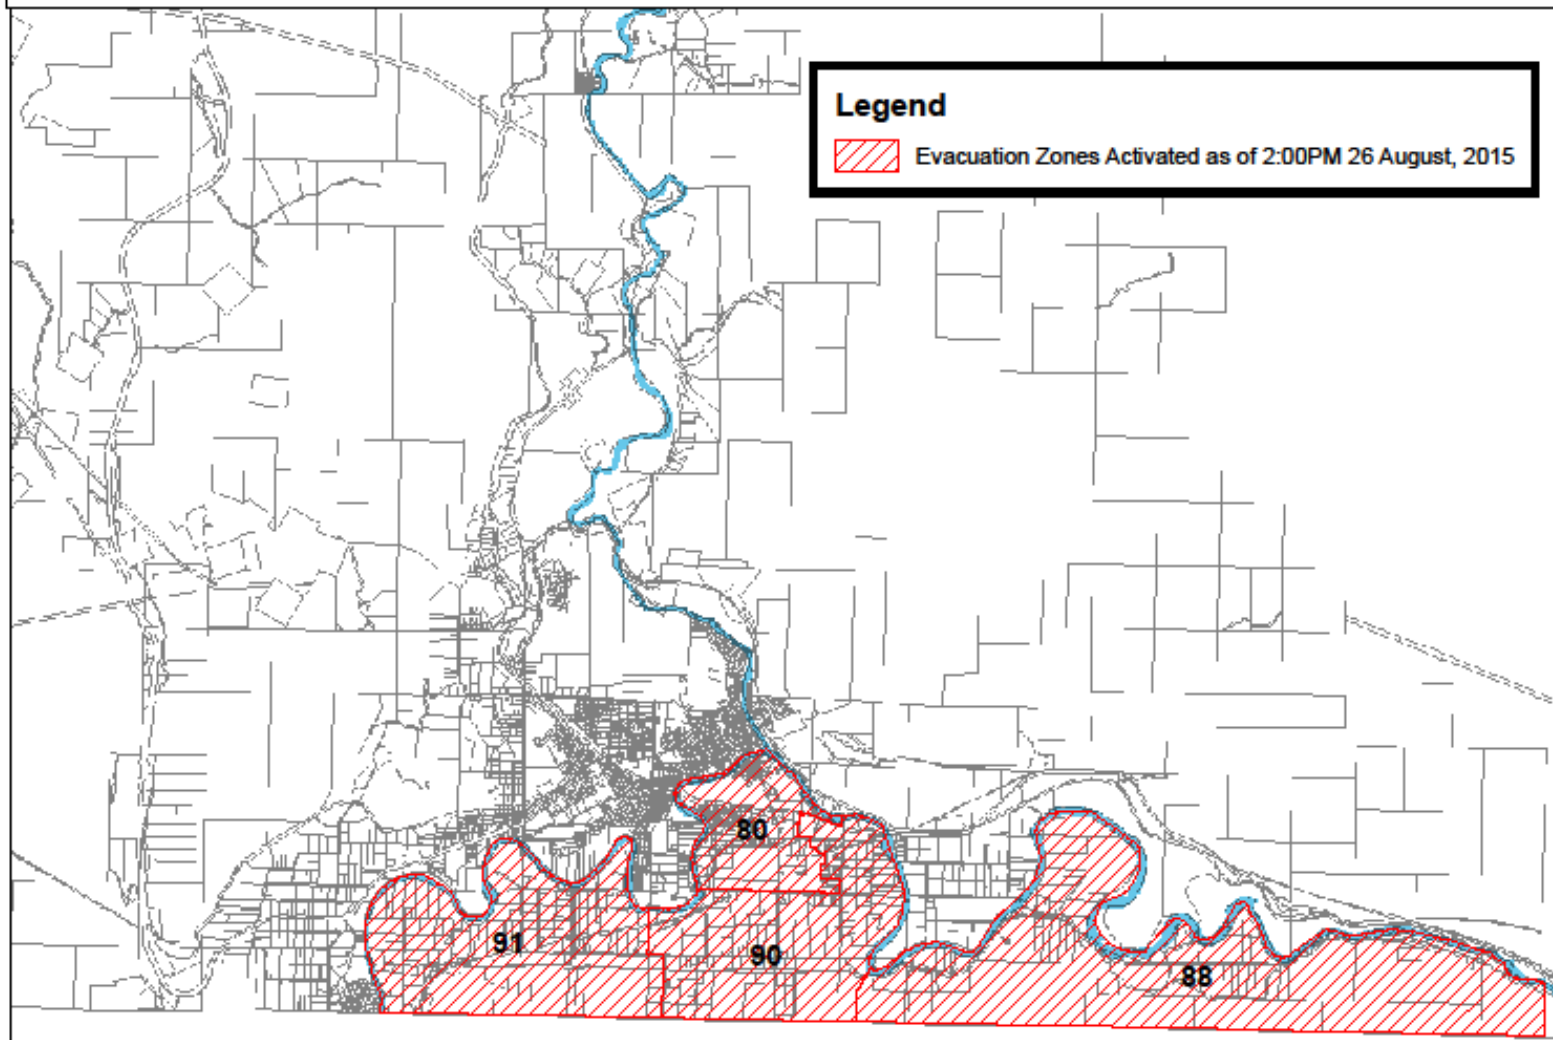 Legend
Evacuation Zones Activated as of 2:00PM 26 August, 2015
80
91
90
88